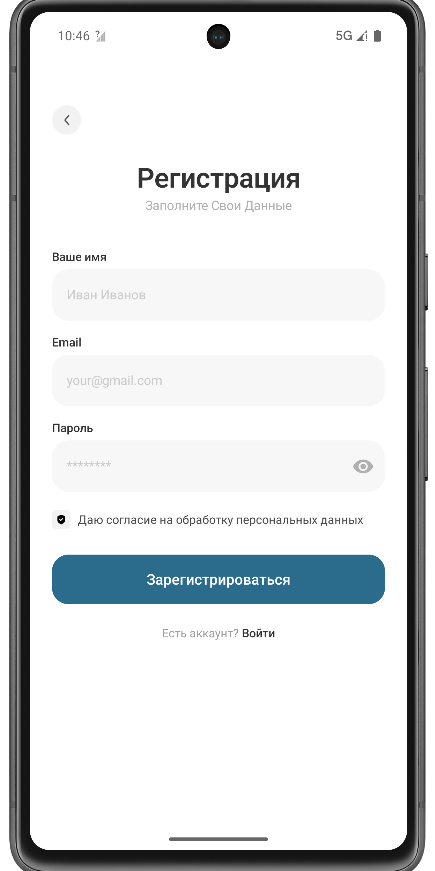 10:46 5G
Регистрация
Заполните Свои Данные
Ваше имя
Иван Иванов
Email
your@gmail.com
Пароль
********
Даю согласие на обработку персональных данных
Зарегистрироваться
Есть аккаунт? Войти